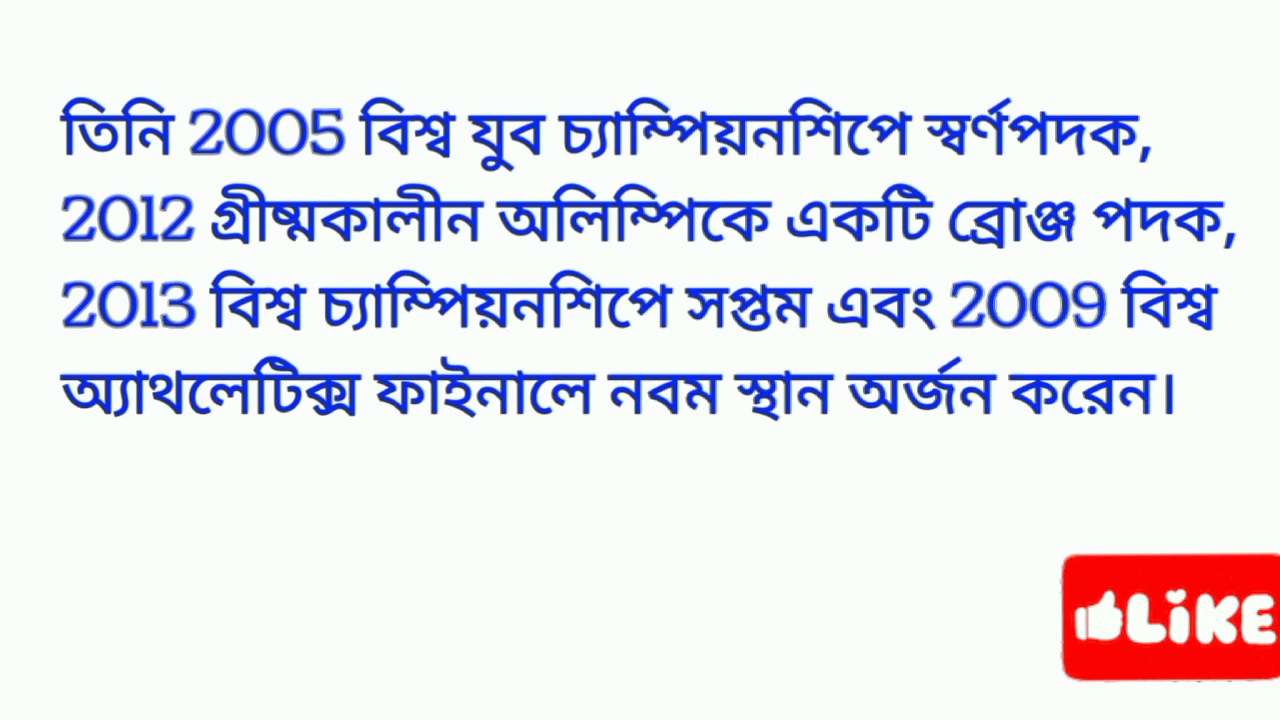 তিনি 2005 বিশ্ব যুব চ্যাম্পিয়নশিপে স্বর্ণপদক,
2012 গ্রীষ্মকালীন অলিম্পিকে একটি ব্রোঞ্জ পদক,
2013 বিশ্ব চ্যাম্পিয়নশিপে সপ্তম এবং 2009 বিশ্ব
অ্যাথলেটিক্স ফাইনালে নবম স্থান অর্জন করেন।
LiKE